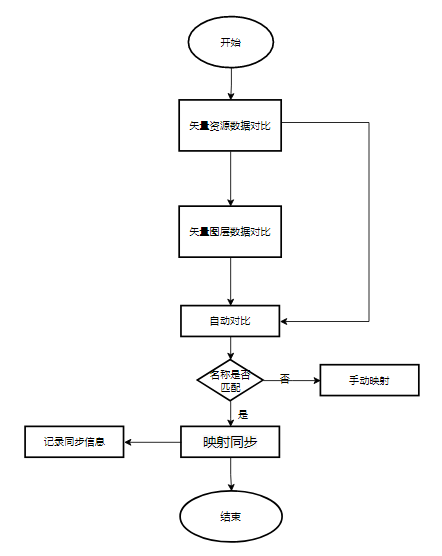 开始
矢量资源数据对比
矢量图层数据对比
自动对比
名称是否
匹配
否
手动映射
是
记录同步信息
映射同步
结束